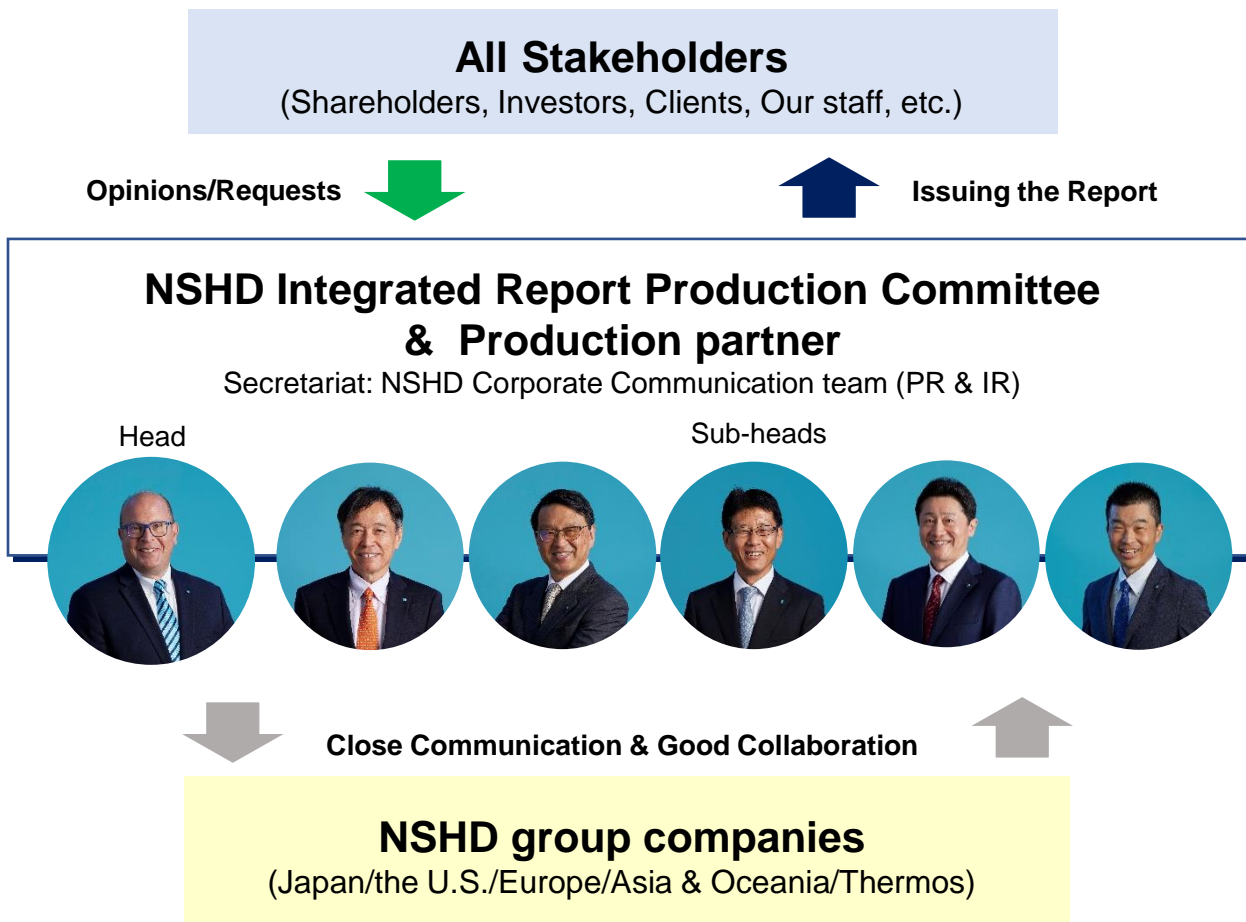 All Stakeholders
(Shareholders, Investors, Clients, Our staff, etc.)
Opinions/Requests
Issuing the Report
NSHD Integrated Report Production Committee
& Production partner
Secretariat: NSHD Corporate Communication team (PR & IR)
Head
Sub-heads
Close Communication & Good Collaboration
NSHD group companies
(Japan/the U.S./Europe/Asia & Oceania/Thermos)